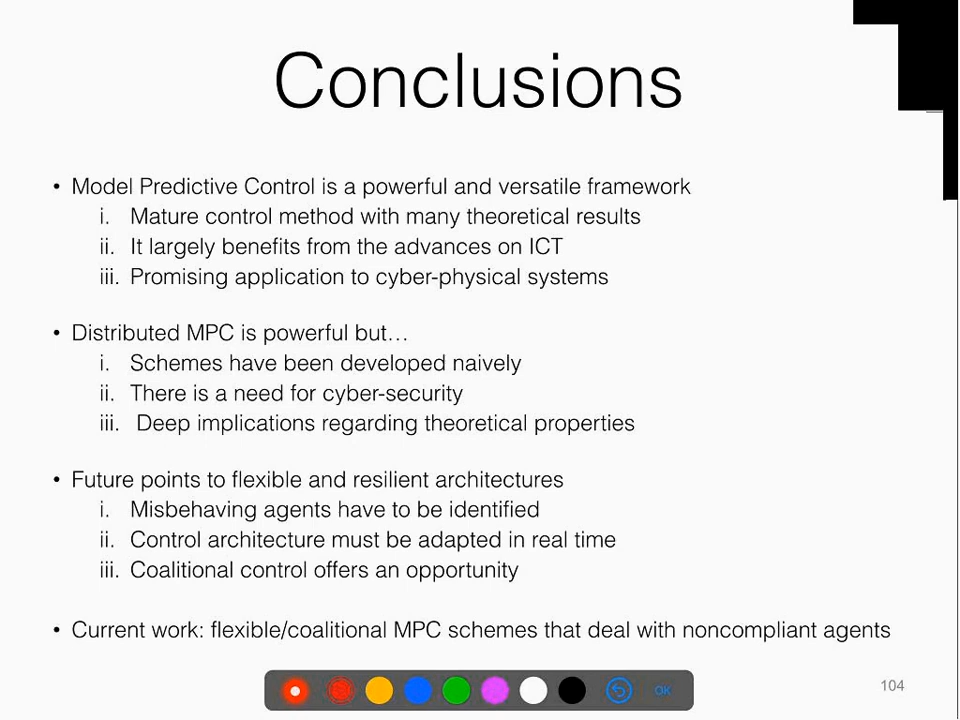 Conclusions
• Model Predictive Control is a powerful and versatile framework
i. Mature control method with many theoretical results
ii. It largely benefits from the advances on ICT
iii. Promising application to cyber-physical systems
• Distributed MPC is powerful but…
i. Schemes have been developed naively
ii. There is a need for cyber-security
iii. Deep implications regarding theoretical properties
• Future points to flexible and resilient architectures
i. Misbehaving agents have to be identified
ii. Control architecture must be adapted in real time
iii. Coalitional control offers an opportunity
• Current work: flexible/coalitional MPC schemes that deal with noncompliant agents
OK
104